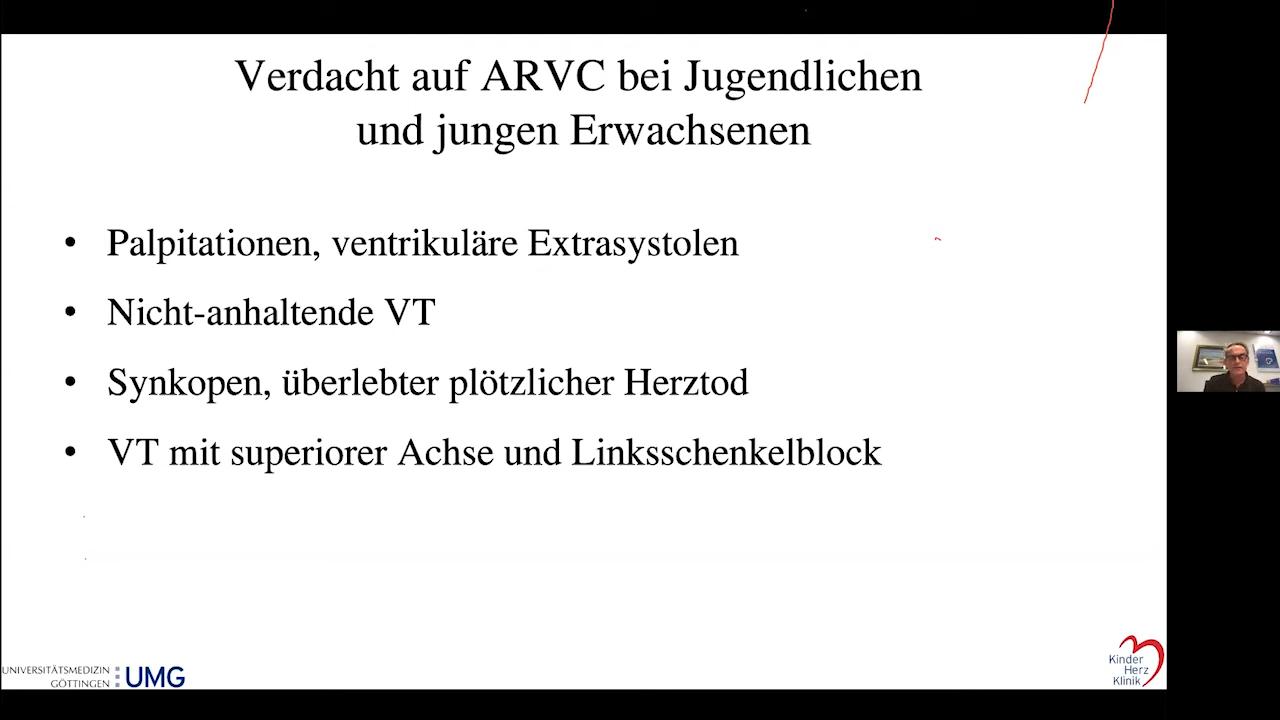 Verdacht auf ARVC bei Jugendlichen
und jungen Erwachsenen
• Palpitationen, ventrikuläre Extrasystolen
• Nicht-anhaltende VT
• Synkopen, überlebter plötzlicher Herztod
• VT mit superiorer Achse und Linksschenkelblock
UNIVERSITÄTSMEDIZIN
GÖTTINGEN
UMG
Kinder
Herz
Klinik